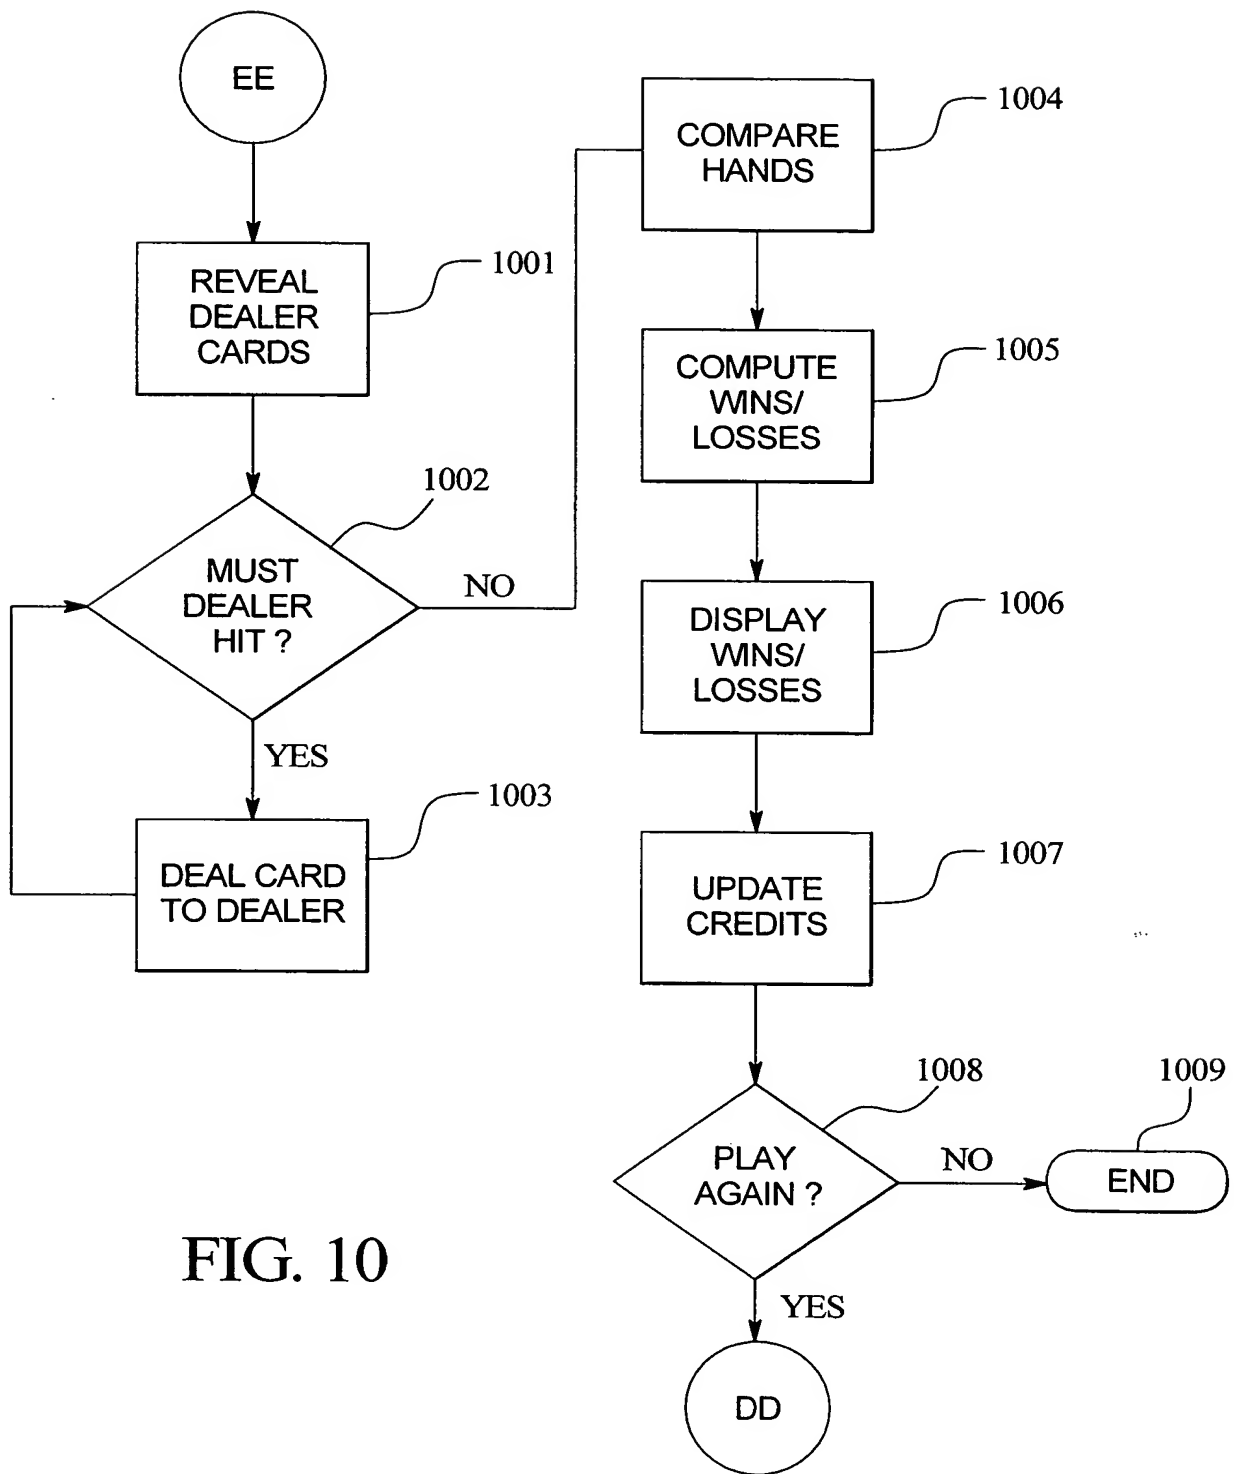 EE
REVEAL
DEALER
CARDS
1001
1002
MUST
DEALER
HIT ?
NO
YES
1003
DEAL CARD
TO DEALER
1004
COMPARE
HANDS
1005
COMPUTE
WINS/
LOSSES
1006
DISPLAY
WINS/
LOSSES
1007
UPDATE
CREDITS
1008
PLAY
AGAIN ?
NO
1009
END
YES
DD
FIG. 10